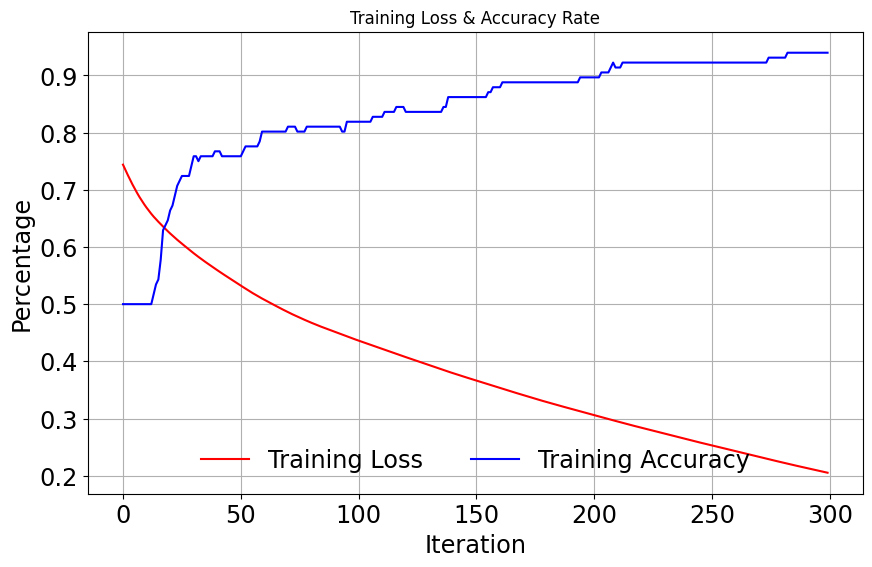 Training Loss & Accuracy Rate
Percentage
0.9
0.8
0.7
0.6
0.5
0.4
0.3
0.2
Training Loss Training Accuracy
0 50 100 150 200 250 300
Iteration